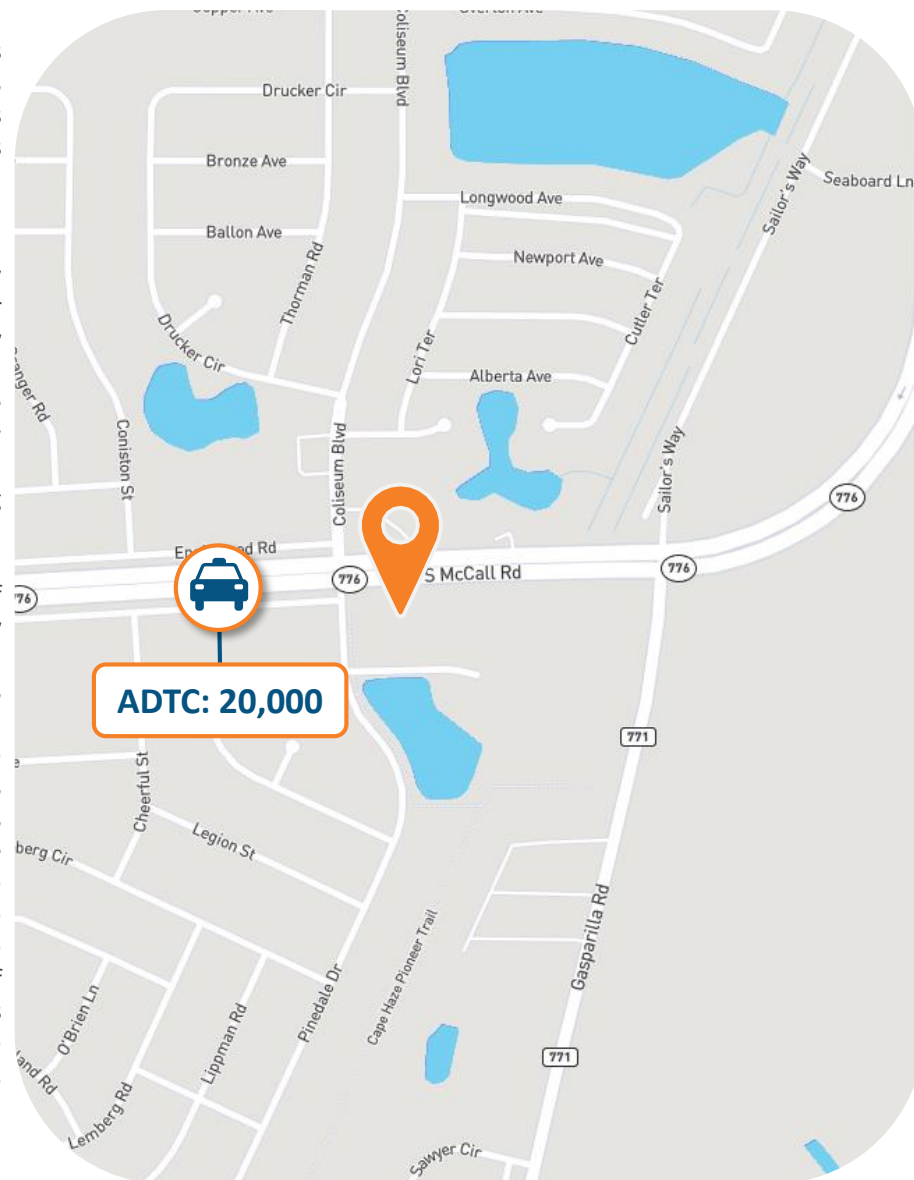 Coliseum Blvd
Drucker Cir
Bronze Ave
Longwood Ave
Seaboard Ln
Sailor's Way
Ballon Ave
Newport Ave
Thorman Rd
Cutler Ter
Drucker Cir
Lori Ter
Alberta Ave
Coniston St
Coliseum Blvd
Sailor's Way
776
Rd
776
S McCall Rd
776
ADTC: 20,000
771
Cheerful St
Legion St
Gasparilla Rd
Cape Haze Pioneer Trail
Pinedale Dr
O'Brien Ln
Lippman Rd
771
Lemberg Rd
Sawyer Cir